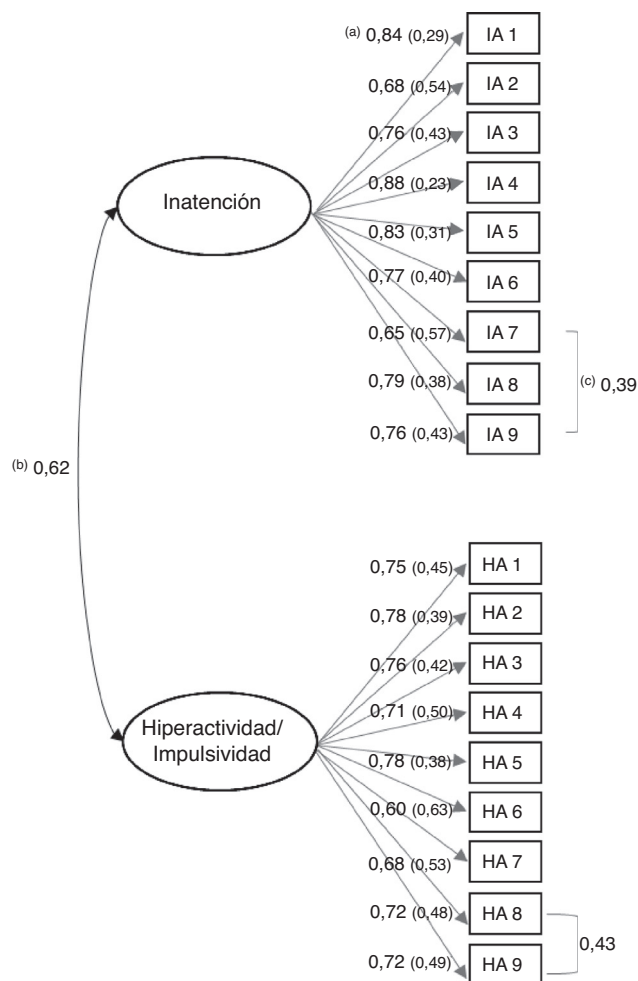 (a) 0,84 (0,29) IA 1
0,68 (0,54) IA 2
0,76 (0,43) IA 3
0,88 (0,23) IA 4
Inatención
0,83 (0,31) IA 5
0,77 (0,40) IA 6
0,65 (0,57) IA 7
(c) 0,39
0,79 (0,38) IA 8
0,76 (0,43) IA 9
(b) 0,62
0,75 (0,45) HA 1
0,78 (0,39) HA 2
0,76 (0,42) HA 3
0,71 (0,50) HA 4
Hiperactividad/
Impulsividad
0,78 (0,38) HA 5
0,60 (0,63) HA 6
0,68 (0,53) HA 7
0,72 (0,48) HA 8
0,43
0,72 (0,49) HA 9